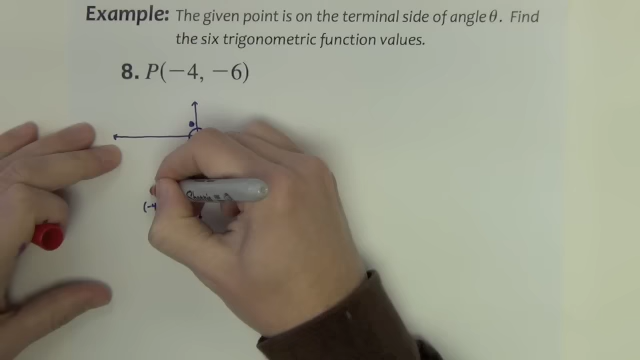 Example: The given point is on the terminal side of angle θ. Find
the six trigonometric function values.
8. P(−4, −6)
(-4